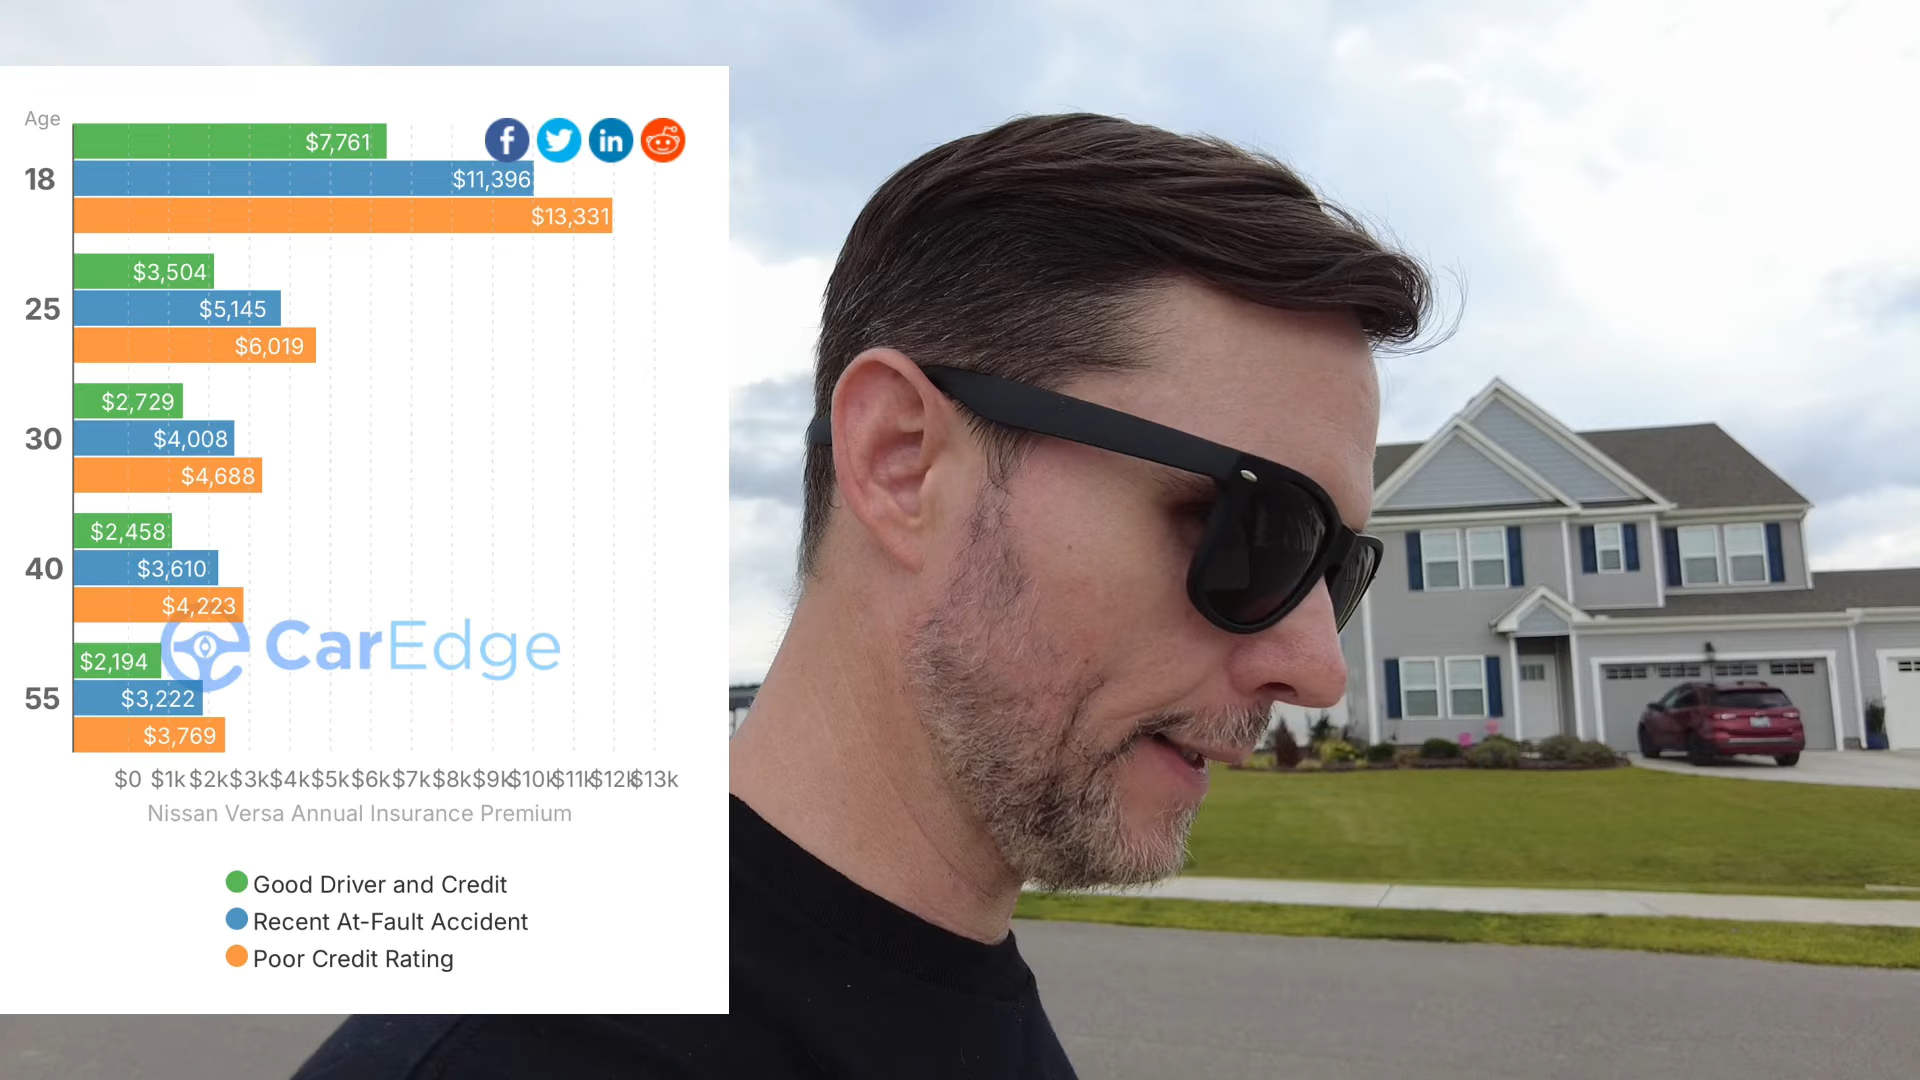 Age
$7,761
18
$11,396
$13,331
$3,504
25
$5,145
$6,019
$2,729
30
$4,008
$4,688
$2,458
40
$3,610
$4,223
CarEdge
$2,194
55
$3,222
$3,769
$0 $1k $2k $3k $4k $5k $6k $7k $8k $9k $10k $11k $12k $13k
Nissan Versa Annual Insurance Premium
Good Driver and Credit
Recent At-Fault Accident
Poor Credit Rating